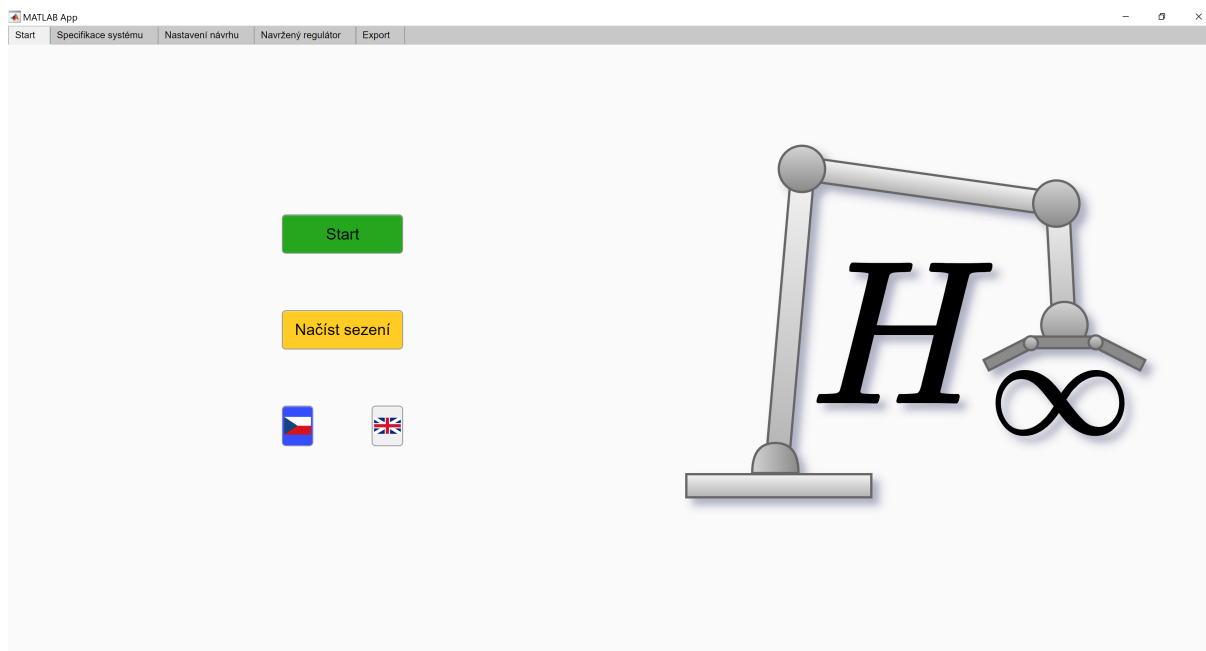 MATLAB App
Start Specifikace systému Nastavení návrhu Navržený regulátor Export
Start
Načíst sezení
H∞